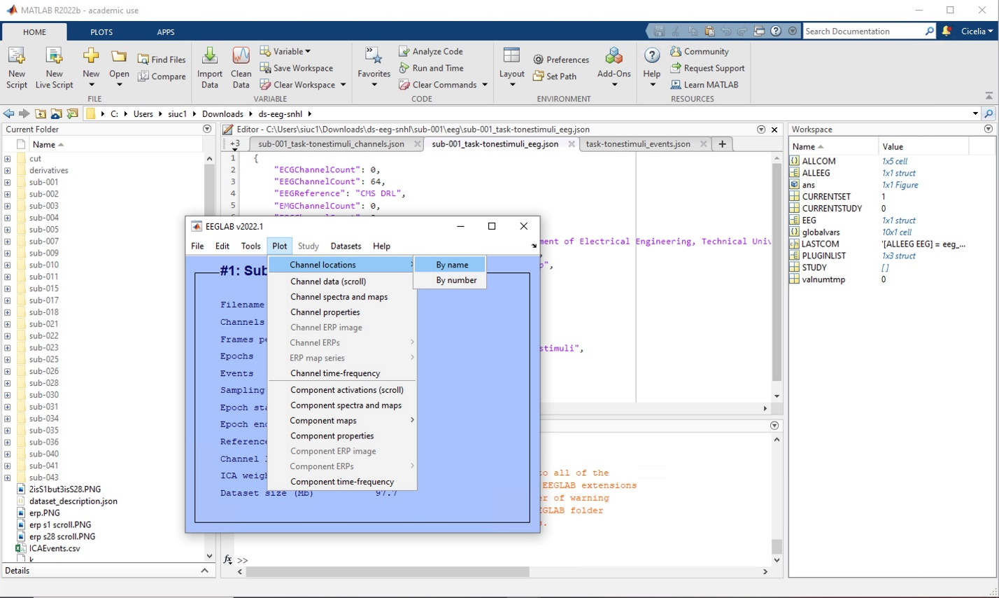 MATLAB R2022b - academic use
HOME PLOTS APPS
Search Documentation
Cicelia
New Script
New Live Script
New
Open
Find Files
Compare
FILE
Import Data
Clean Data
Variable
Save Workspace
Clear Workspace
VARIABLE
Favorites
Analyze Code
Run and Time
Clear Commands
CODE
Layout
Preferences
Set Path
Add-Ons
ENVIRONMENT
Help
Community
Request Support
Learn MATLAB
RESOURCES
C: Users siuc1 Downloads ds-eeg-snhl
Current Folder
Name
cut
derivatives
sub-001
sub-002
sub-003
sub-004
sub-005
sub-007
sub-009
sub-010
sub-011
sub-015
sub-017
sub-018
sub-021
sub-022
sub-023
sub-025
sub-026
sub-028
sub-030
sub-031
sub-034
sub-035
sub-036
sub-040
sub-041
sub-043
2isS1but3isS28.PNG
dataset_description.json
erp.PNG
erp s1 scroll.PNG
erp s28 scroll.PNG
ICAEvents.csv
Details
Editor - C:\Users\siuc1\Downloads\ds-eeg-snhl\sub-001\eeg\sub-001_task-tonestimuli_eeg.json
+3 sub-001_task-tonestimuli_channels.json sub-001_task-tonestimuli_eeg.json task-tonestimuli_events.json +
1 {
2 "ECGChannelCount": 0,
3 "EEGChannelCount": 64,
4 "EEGReference": "CMS DRL",
5 "EMGChannelCount": 0,
ment of Electrical Engineering, Technical Univ
p",
stimuli",
EEGLAB v2022.1
File Edit Tools Plot Study Datasets Help
#1: Sub
Filename
Channels
Frames pe
Epochs
Events
Sampling
Epoch sta
Epoch end
Reference
Channel l
ICA weigh
Dataset size (Mb) 97.7
Channel locations
Channel data (scroll)
Channel spectra and maps
Channel properties
Channel ERP image
Channel ERPs
ERP map series
Channel time-frequency
Component activations (scroll)
Component spectra and maps
Component maps
Component properties
Component ERP image
Component ERPs
Component time-frequency
By name
By number
to all of the
EEGLAB extensions
er of warning
EGLAB folder
s.
fx >>
Workspace
Name Value
ALLCOM 1x5 cell
ALLEEG 1x1 struct
ans 1x1 Figure
CURRENTSET 1
CURRENTSTUDY 0
EEG 1x1 struct
globalvars 10x1 cell
LASTCOM '[ALLEEG EEG] = eeg_...
PLUGINLIST 1x3 struct
STUDY [ ]
valnumtmp 0